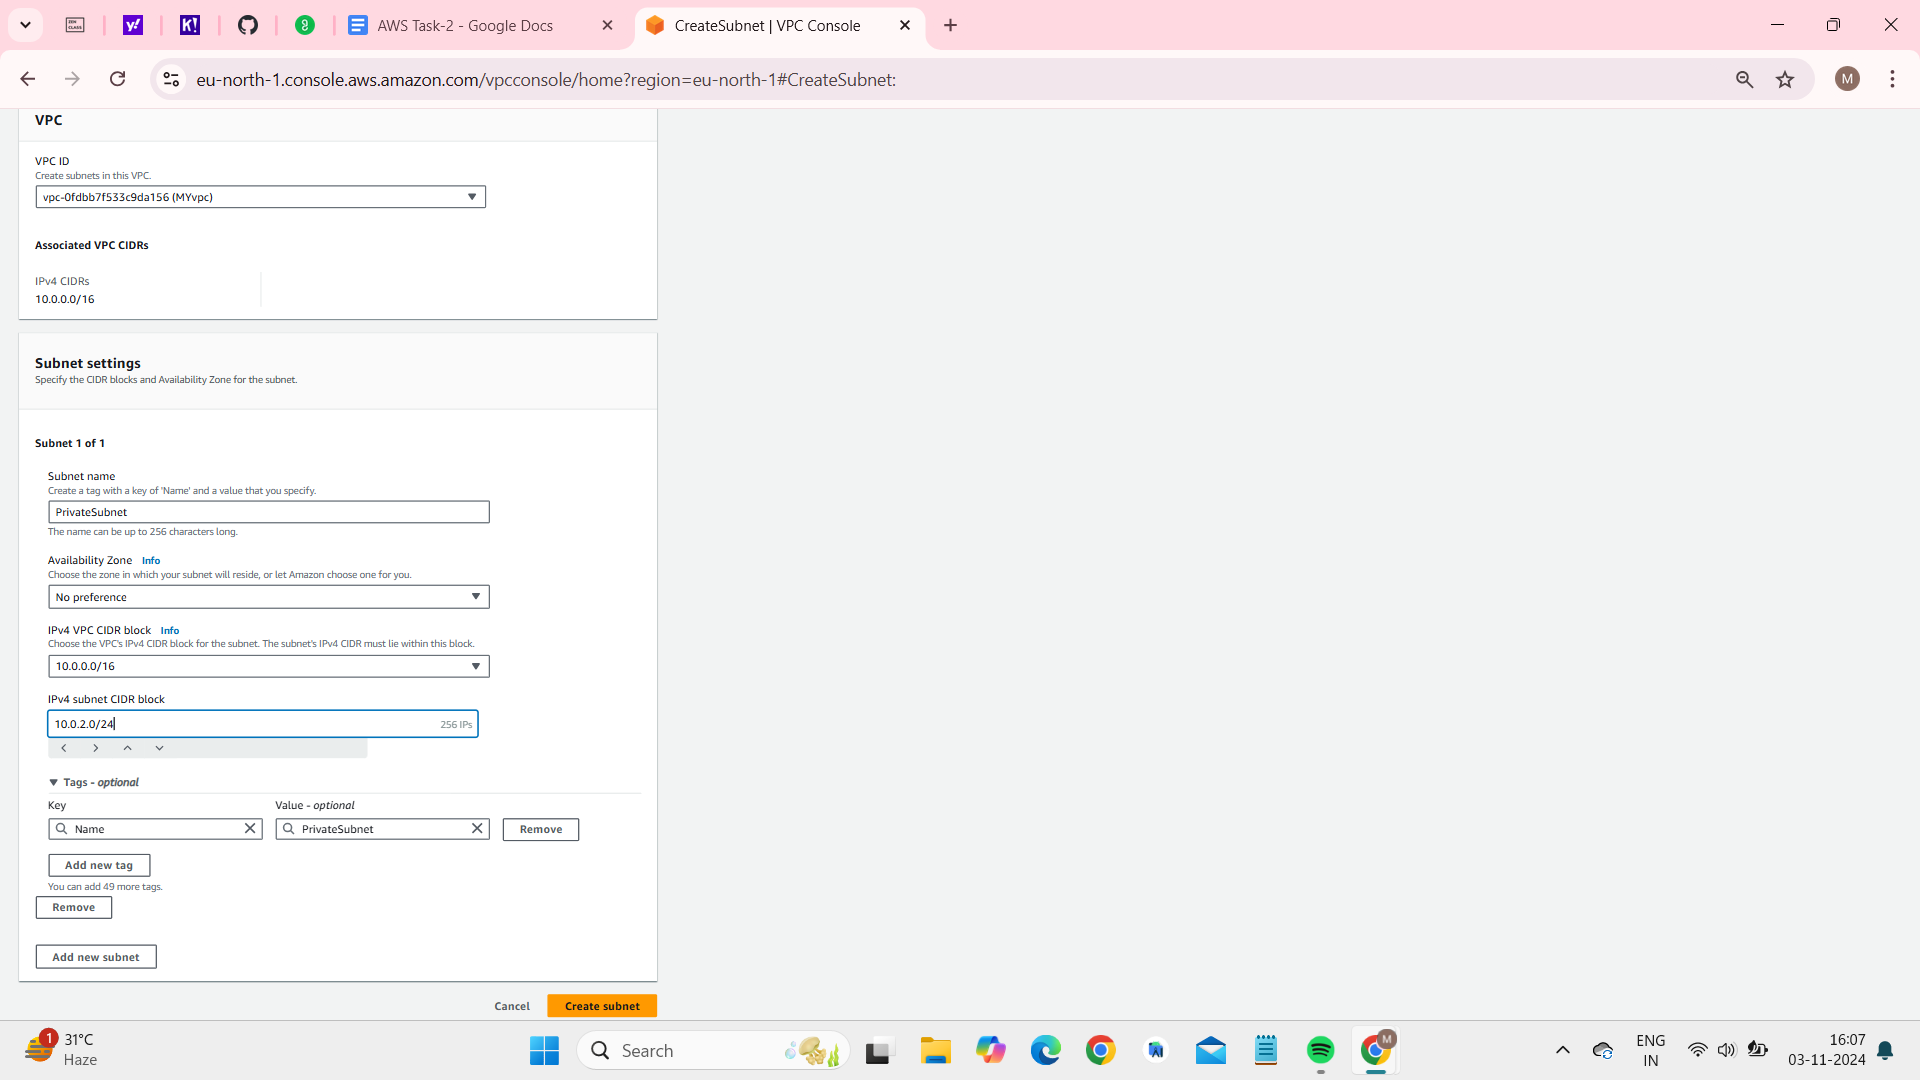 AWS Task-2 - Google Docs
CreateSubnet | VPC Console
eu-north-1.console.aws.amazon.com/vpcconsole/home?region=eu-north-1#CreateSubnet:
M
VPC
VPC ID
Create subnets in this VPC.
vpc-0fdbb7f533c9da156 (MYvpc)
Associated VPC CIDRs
IPv4 CIDRs
10.0.0.0/16
Subnet settings
Specify the CIDR blocks and Availability Zone for the subnet.
Subnet 1 of 1
Subnet name
Create a tag with a key of 'Name' and a value that you specify.
PrivateSubnet
The name can be up to 256 characters long.
Availability Zone Info
Choose the zone in which your subnet will reside, or let Amazon choose one for you.
No preference
IPv4 VPC CIDR block Info
Choose the VPC's IPv4 CIDR block for the subnet. The subnet's IPv4 CIDR must lie within this block.
10.0.0.0/16
IPv4 subnet CIDR block
10.0.2.0/24 256 IPs
Tags - optional
Key Value - optional
Name PrivateSubnet Remove
Add new tag
You can add 49 more tags.
Remove
Add new subnet
Cancel Create subnet
1
31°C
Haze
Search
M
ENG
IN
16:07
03-11-2024